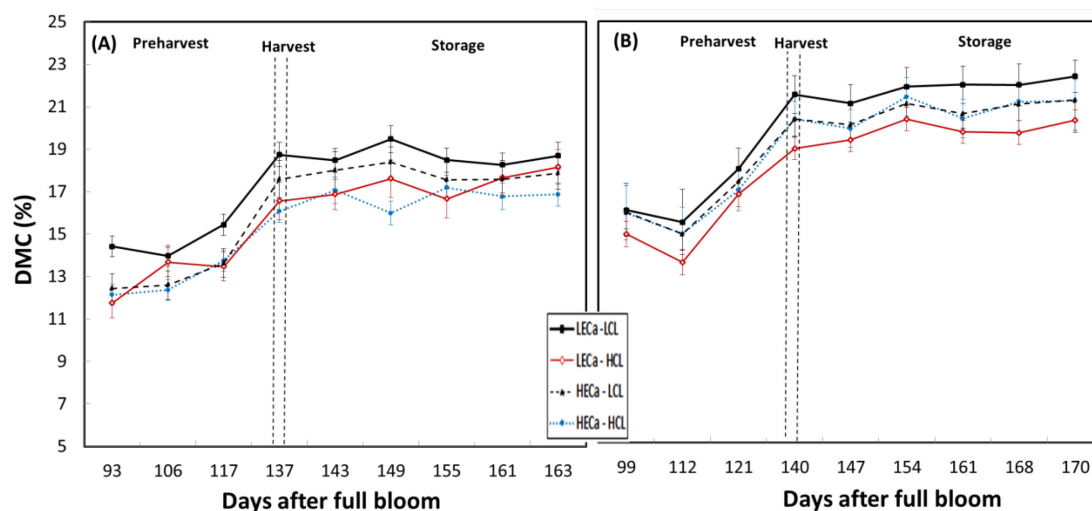 25
23
21
19
17
15
13
11
9
7
5
DMC (%)
(A)
Preharvest
Harvest
Storage
93 106 117 137 143 149 155 161 163
Days after full bloom
LECa-LCL
LECa - HCL
HECa - LCL
HECa - HCL
(B)
Preharvest
Harvest
Storage
99 112 121 140 147 154 161 168 170
Days after full bloom